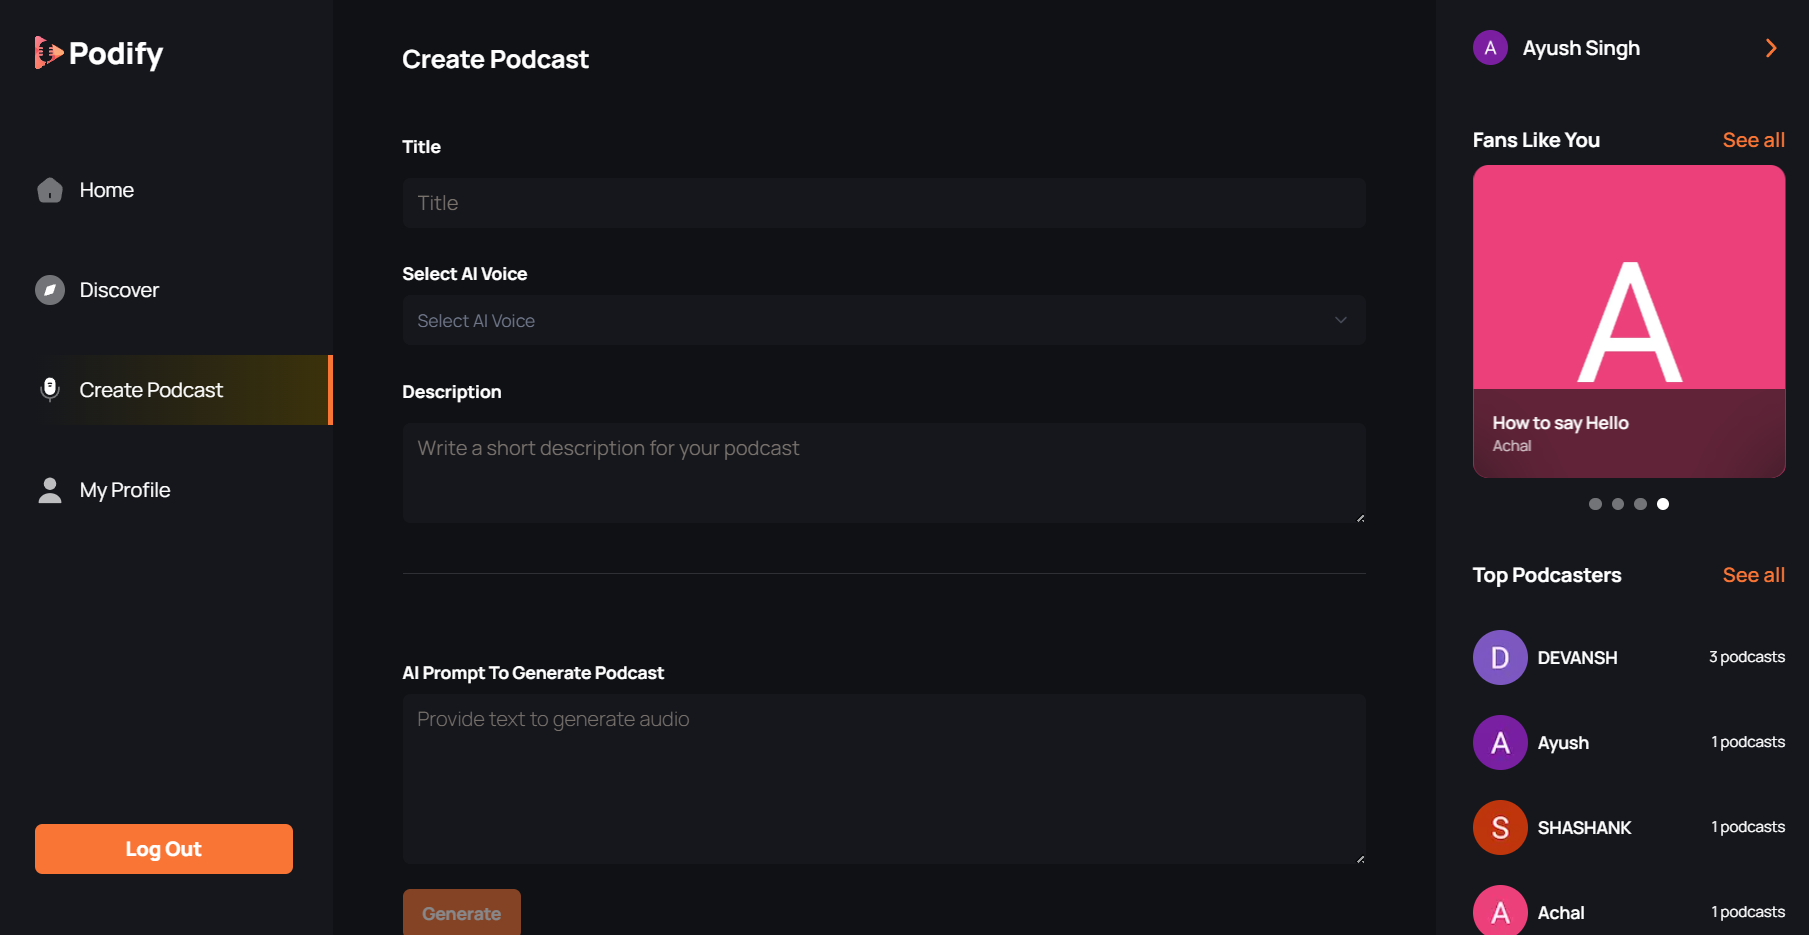 Podify
Home
Discover
Create Podcast
My Profile
Log Out
Create Podcast
Title
Title
Select AI Voice
Select AI Voice
Description
Write a short description for your podcast
AI Prompt To Generate Podcast
Provide text to generate audio
Generate
A Ayush Singh
Fans Like You See all
A
How to say Hello
Achal
Top Podcasters See all
D DEVANSH 3 podcasts
A Ayush 1 podcasts
S SHASHANK 1 podcasts
A Achal 1 podcasts